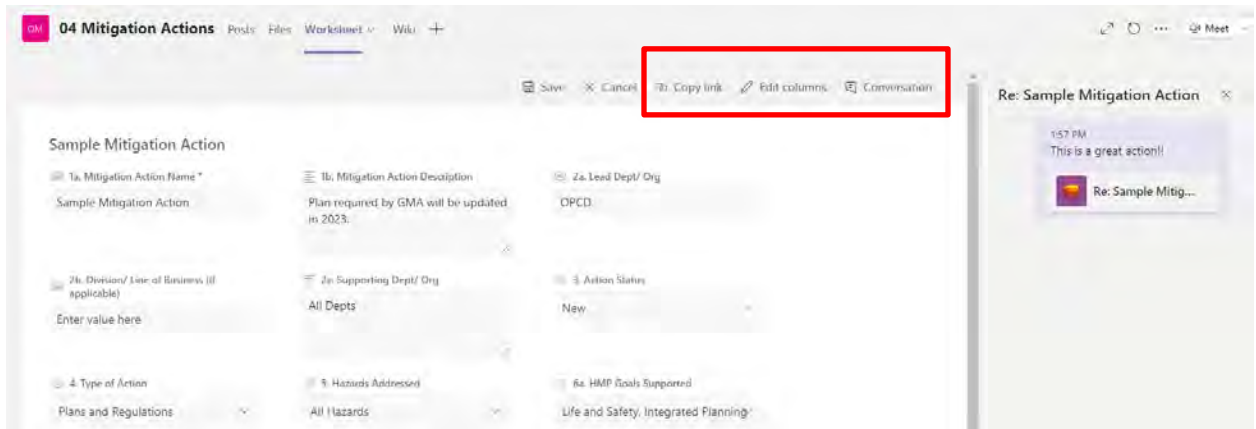 OM 04 Mitigation Actions Posts Files Worksheet Wiki Meet
Save Cancel Copy link Edit columns Conversation
Re: Sample Mitigation Action
1:57 PM
This is a great action!!
Re: Sample Mitig...
Sample Mitigation Action
1a. Mitigation Action Name * 1b. Mitigation Action Description 2a. Lead Dept/ Org
Sample Mitigation Action Plan required by GMA will be updated OPCD
in 2023.
2b. Division/ Line of Business (if 2c. Supporting Dept/ Org 3. Action Status
applicable)
Enter value here All Depts New
4. Type of Action 5. Hazards Addressed 6a. HMP Goals Supported
Plans and Regulations All Hazards Life and Safety, Integrated Planning